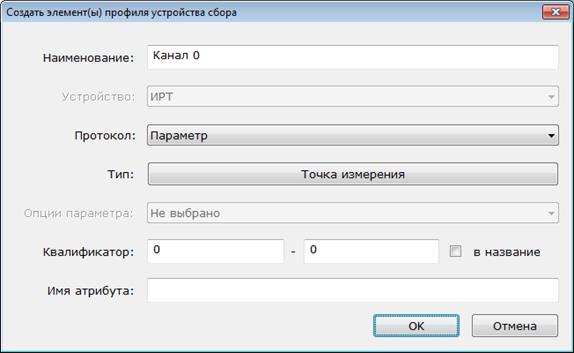 Создать элемент(ы) профиля устройства сбора
Наименование: Канал 0
Устройство: ИРТ
Протокол: Параметр
Тип: Точка измерения
Опции параметра: Не выбрано
Квалификатор: 0 - 0 в название
Имя атрибута:
OK Отмена